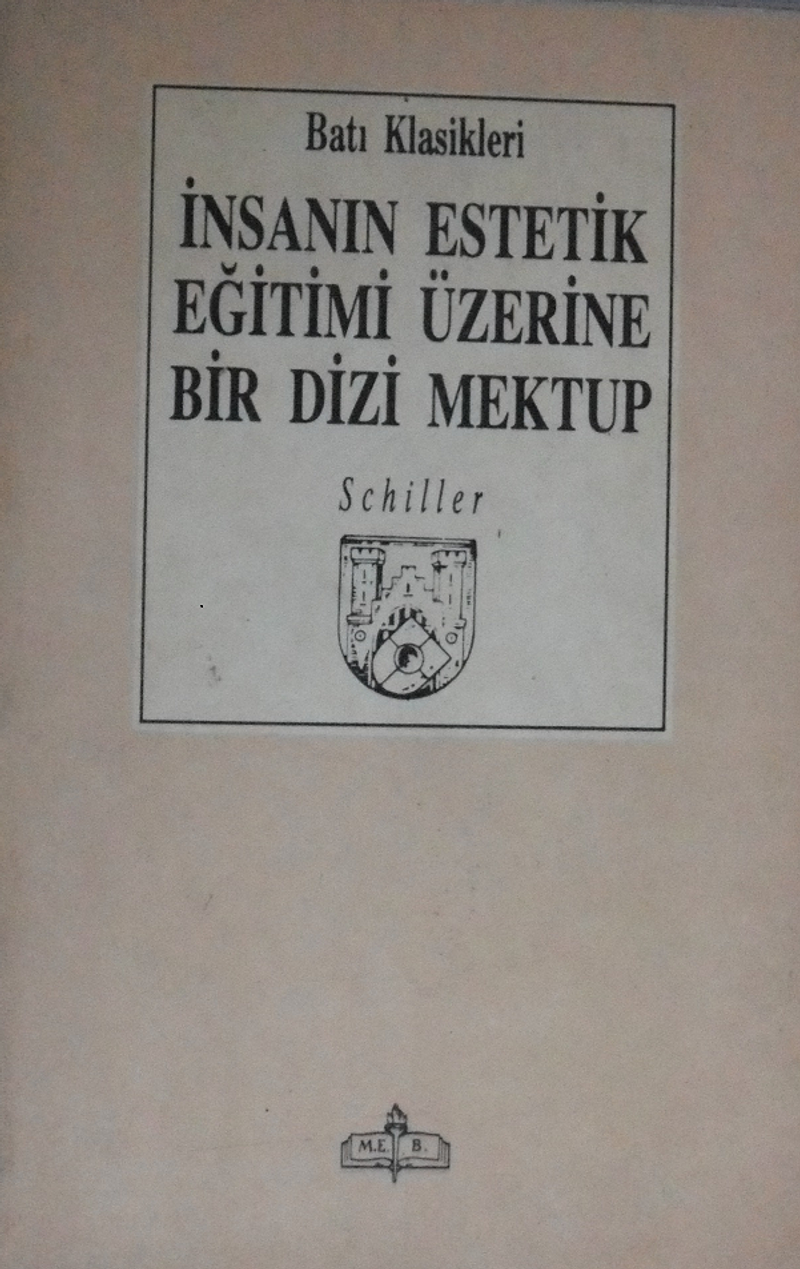 Batı Klasikleri
İNSANIN ESTETİK
EĞİTİMİ ÜZERİNE
BİR DİZİ MEKTUP
Schiller
M.E. B.